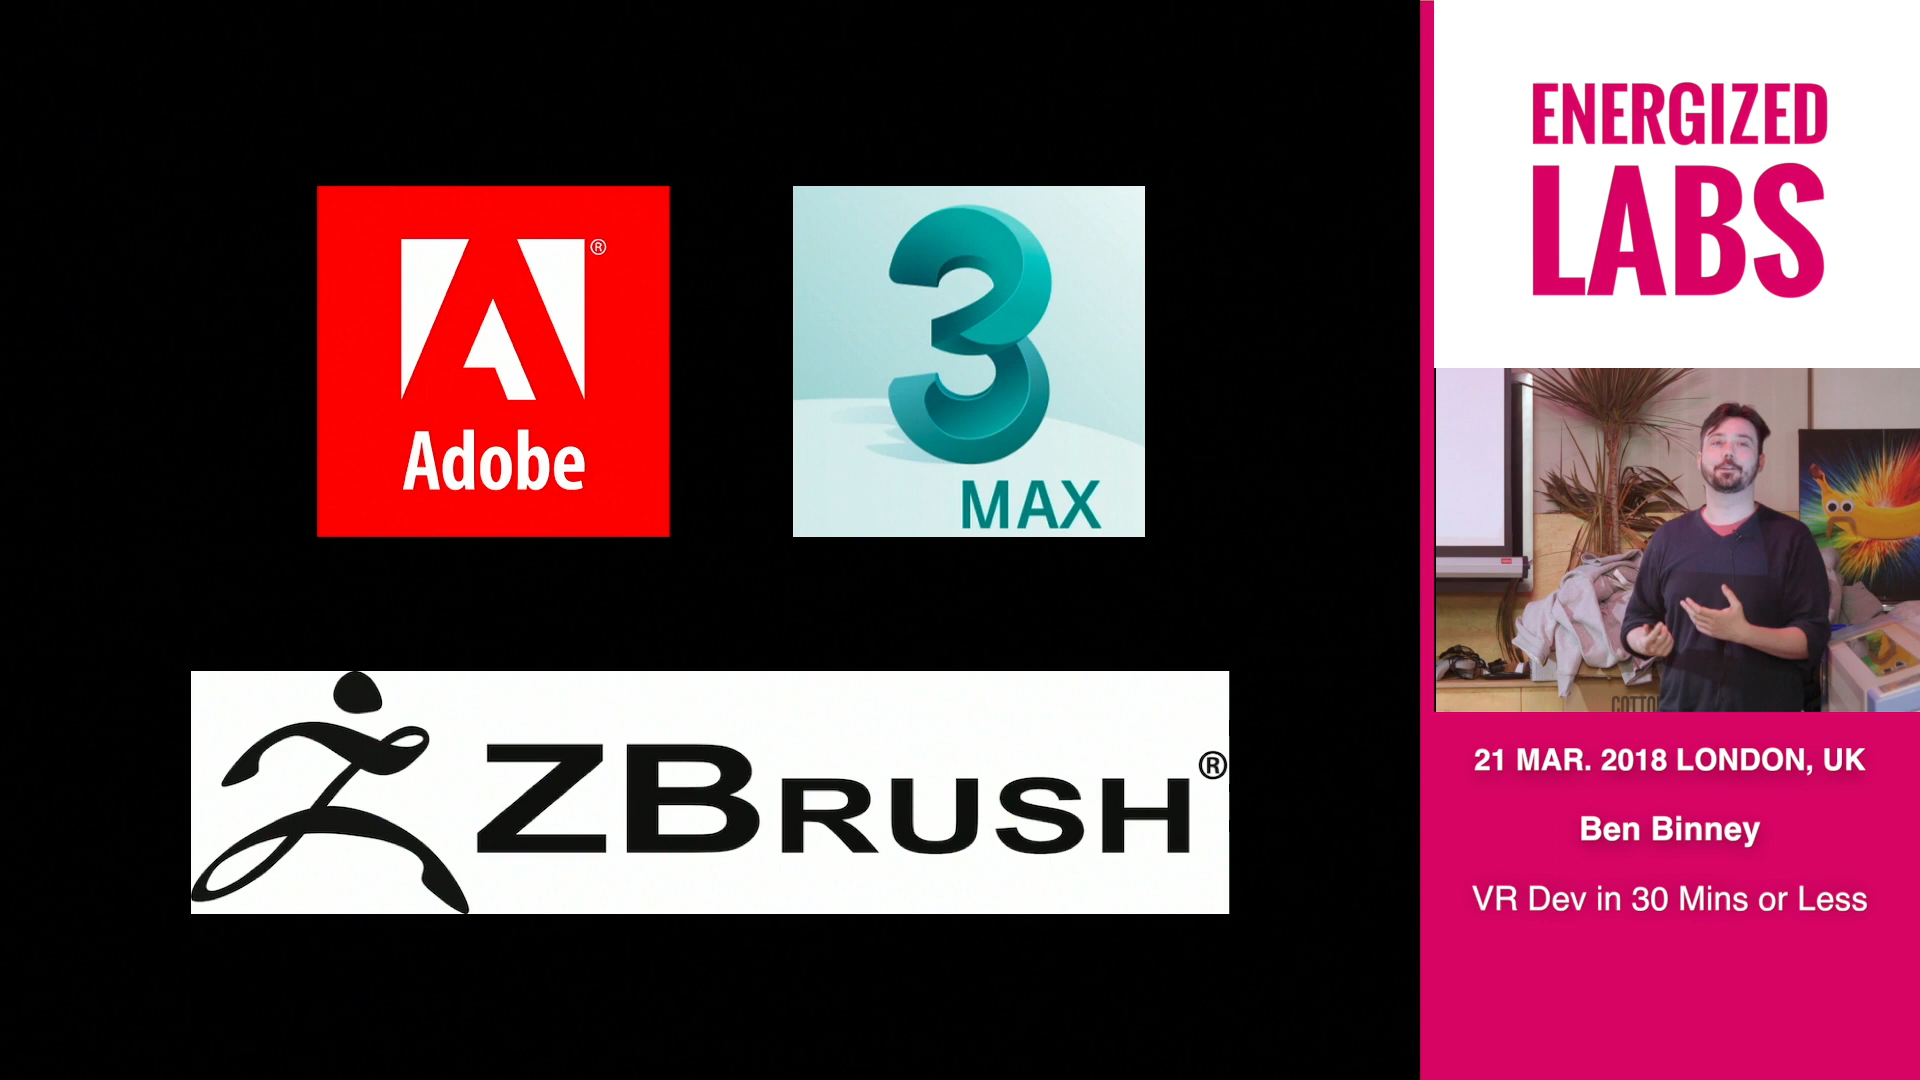 ®
Adobe
3
MAX
ZBRUSH®
ENERGIZED
LABS
21 MAR. 2018 LONDON, UK
Ben Binney
VR Dev in 30 Mins or Less